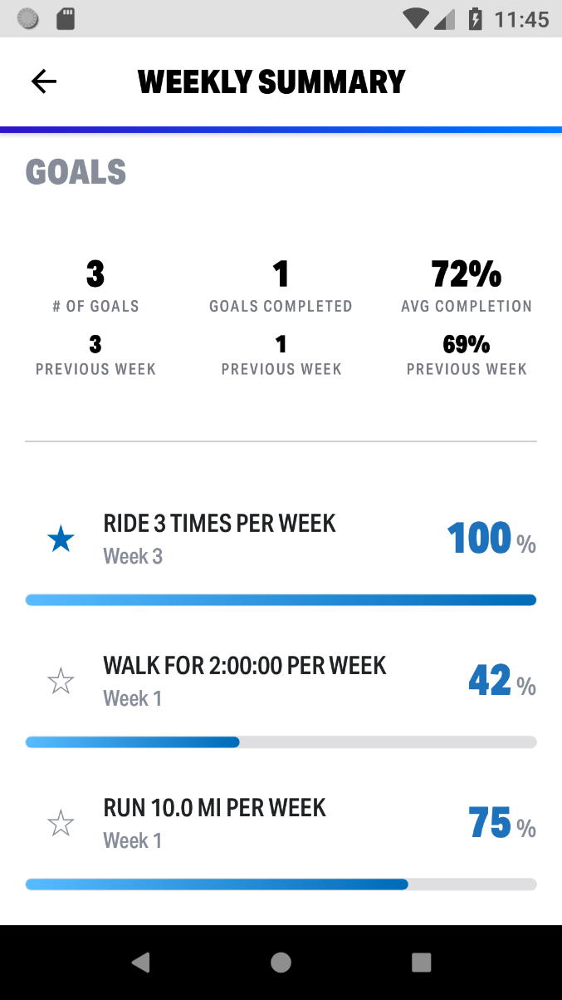 11:45
WEEKLY SUMMARY
GOALS
3 1 72%
# OF GOALS GOALS COMPLETED AVG COMPLETION
3 1 69%
PREVIOUS WEEK PREVIOUS WEEK PREVIOUS WEEK
RIDE 3 TIMES PER WEEK
Week 3
100 %
WALK FOR 2:00:00 PER WEEK
Week 1
42 %
RUN 10.0 MI PER WEEK
Week 1
75 %